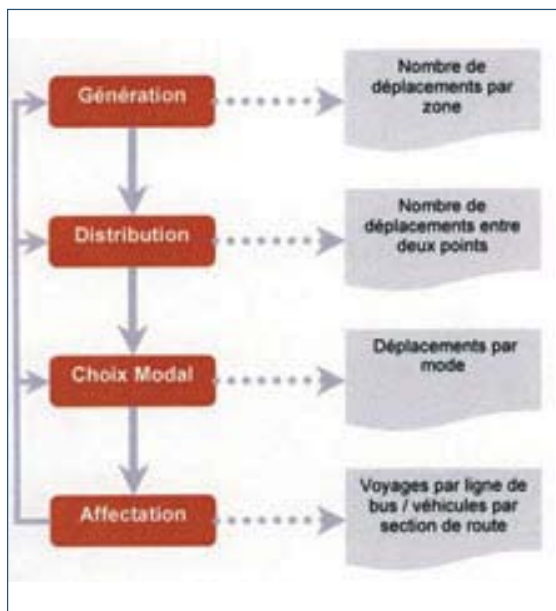 Génération
Nombre de
déplacements par
zone
Distribution
Nombre de
déplacements entre
deux points
Choix Modal
Déplacements par
mode
Affectation
Voyages par ligne de
bus / véhicules par
section de route